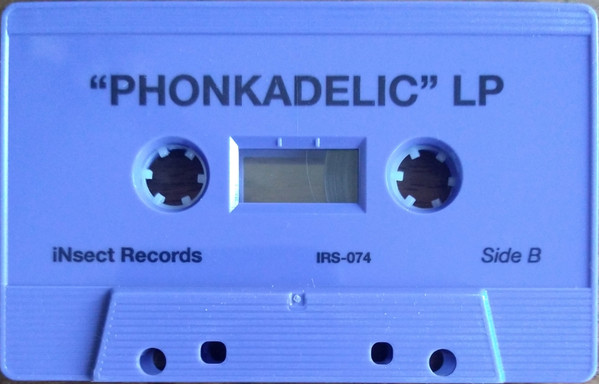 “PHONKADELIC” LP
iNsect Records IRS-074 Side B